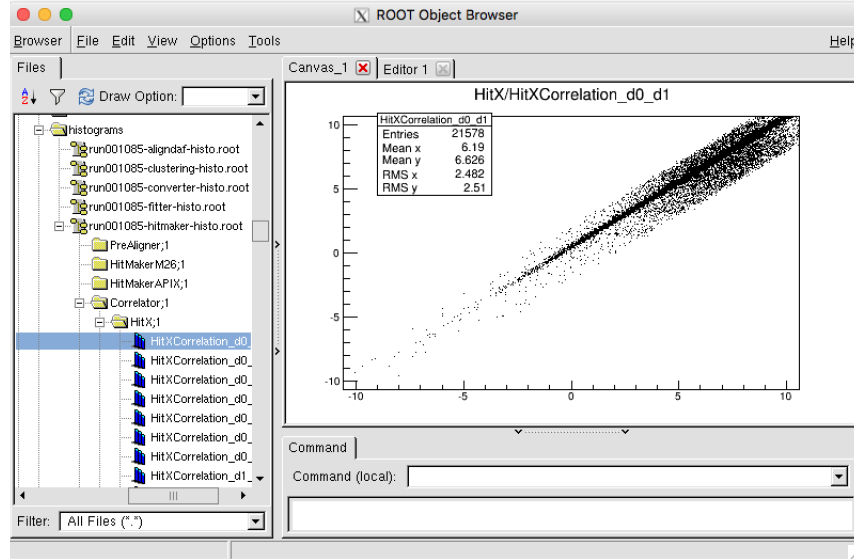 ROOT Object Browser
Browser File Edit View Options Tools Help
Files
Draw Option:
histograms
run001085-aligndaf-histo.root
run001085-clustering-histo.root
run001085-converter-histo.root
run001085-fitter-histo.root
run001085-hitmaker-histo.root
PreAligner;1
HitMakerM26;1
HitMakerAPIX;1
Correlator;1
HitX;1
HitXCorrelation_d0_
HitXCorrelation_d0_
HitXCorrelation_d0_
HitXCorrelation_d0_
HitXCorrelation_d0_
HitXCorrelation_d0_
HitXCorrelation_d0_
HitXCorrelation_d1_
Filter: All Files (*.*)
Canvas_1 Editor 1
HitX/HitXCorrelation_d0_d1
HitXCorrelation_d0_d1
Entries 21578
Mean x 6.19
Mean y 6.626
RMS x 2.482
RMS y 2.51
10
5
0
-5
-10
-10 -5 0 5 10
Command
Command (local):